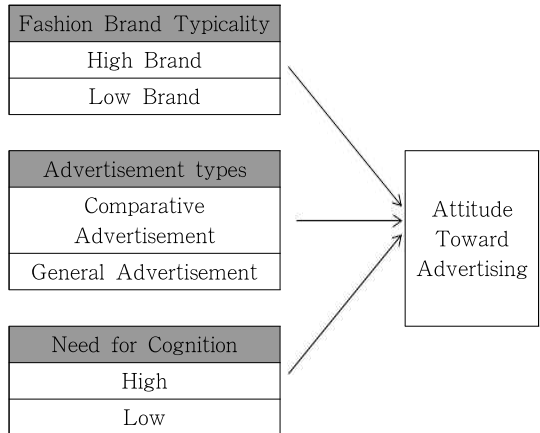 Fashion Brand Typicality
High Brand
Low Brand
Advertisement types
Comparative
Advertisement
General Advertisement
Need for Cognition
High
Low
Attitude
Toward
Advertising